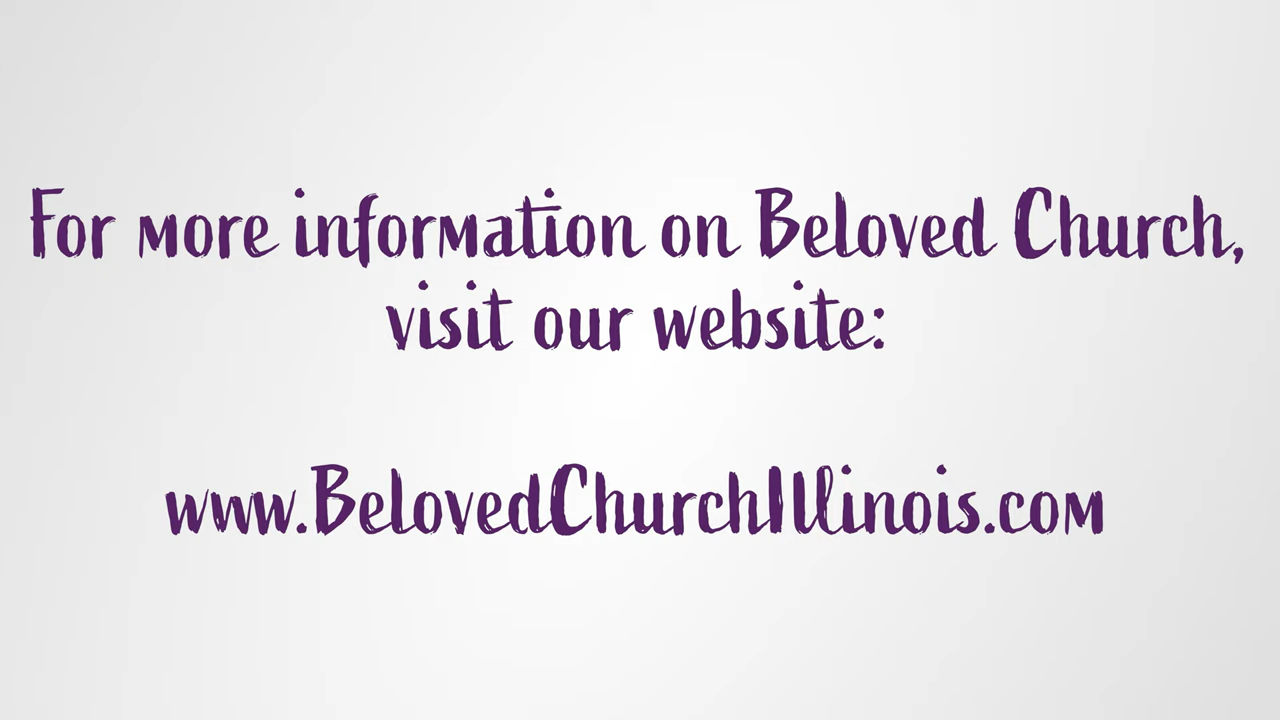 For more information on Beloved Church,
visit our website:
www.BelovedChurchIllinois.com